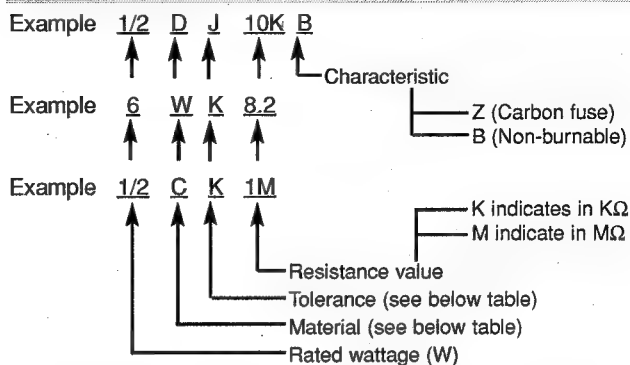 Example 1/2 D J 10K B
Characteristic
Z (Carbon fuse)
B (Non-burnable)
Example 6 W K 8.2
Example 1/2 C K 1M
K indicates in KΩ
M indicate in MΩ
Resistance value
Tolerance (see below table)
Material (see below table)
Rated wattage (W)